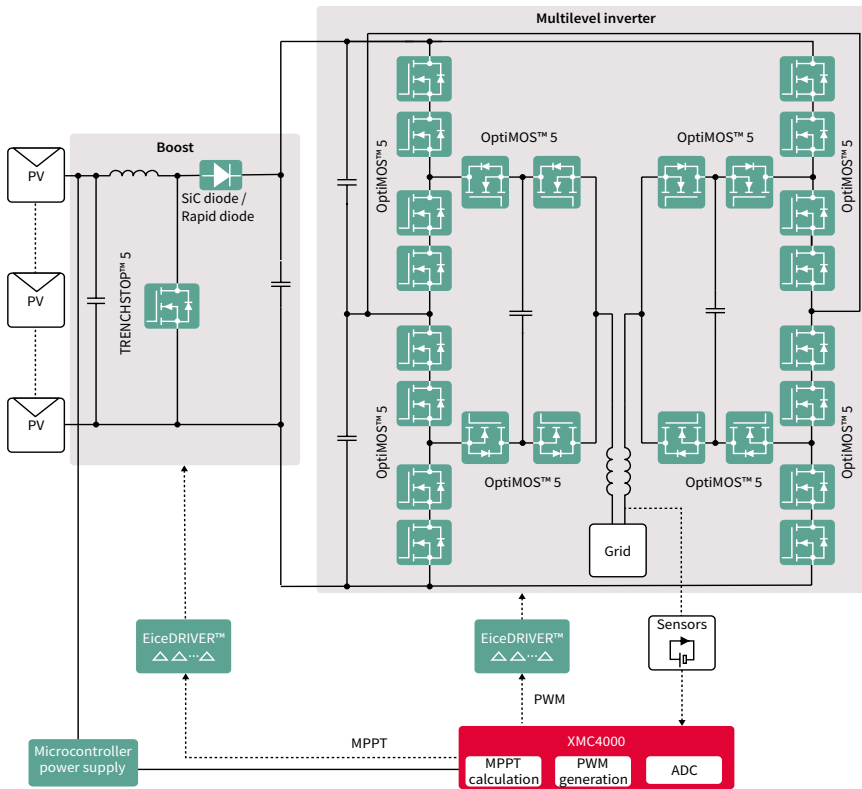 Multilevel inverter
Boost
PV
PV
PV
SiC diode /
Rapid diode
TRENCHSTOP™ 5
OptiMOS™ 5
OptiMOS™ 5
OptiMOS™ 5
OptiMOS™ 5
OptiMOS™ 5
OptiMOS™ 5
OptiMOS™ 5
OptiMOS™ 5
Grid
Sensors
EiceDRIVER™
EiceDRIVER™
PWM
MPPT
Microcontroller
power supply
XMC4000
MPPT
calculation
PWM
generation
ADC